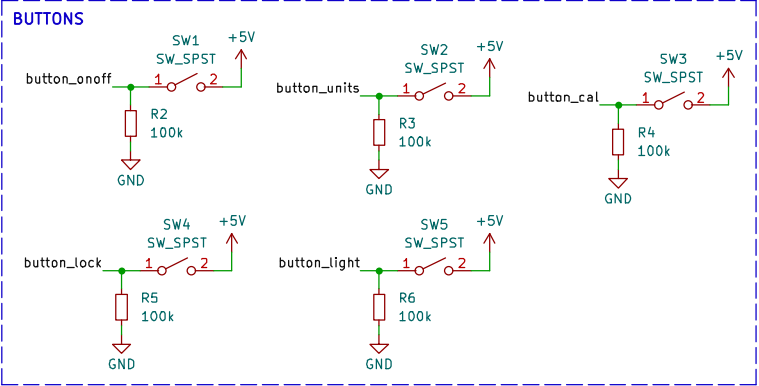 BUTTONS
SW1
SW_SPST
+5V
button_onoff
1
2
R2
100k
GND
SW2
SW_SPST
+5V
button_units
1
2
R3
100k
GND
SW3
SW_SPST
+5V
button_cal
1
2
R4
100k
GND
SW4
SW_SPST
+5V
button_lock
1
2
R5
100k
GND
SW5
SW_SPST
+5V
button_light
1
2
R6
100k
GND